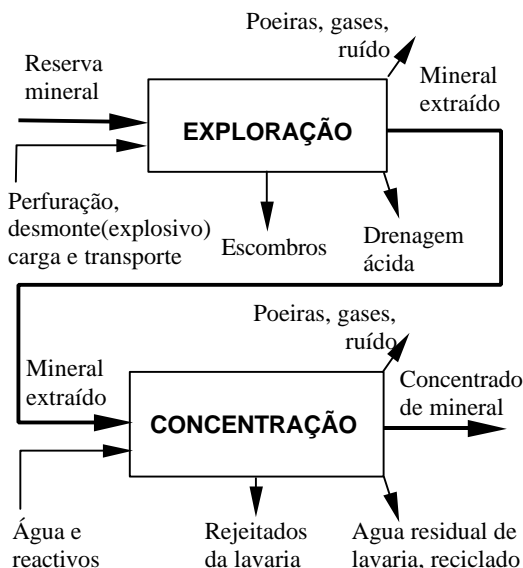 Poeiras, gases,
ruído
Reserva
mineral
Mineral
extraído
EXPLORAÇÃO
Perfuração,
desmonte(explosivo)
carga e transporte
Escombros
Drenagem
ácida
Poeiras, gases,
ruído
Mineral
extraído
Concentrado
de mineral
CONCENTRAÇÃO
Água e
reactivos
Rejeitados
da lavaria
Agua residual de
lavaria, reciclado